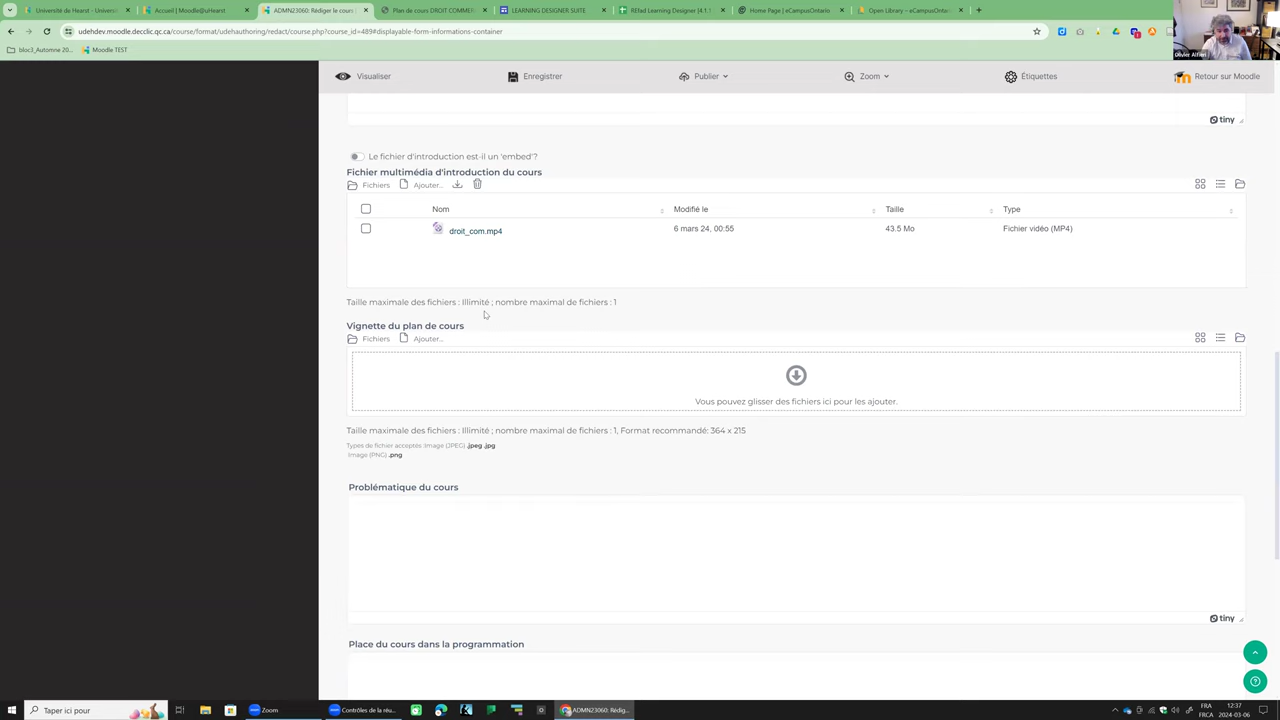 Université de Hearst - Univers
Accueil | Moodle@uHearst
ADMN23060: Rédiger le cours
Plan de cours DROIT COMMER
LEARNING DESIGNER SUITE
REfad Learning Designer [4.1.
Home Page | eCampusOntario
Open Library – eCampusOnta
udehdev.moodle.decclic.qc.ca/course/format/udehauthoring/redact/course.php?course_id=489#displayable-form-informations-container
bloc3_Automne 20...
Moodle TEST
Olivier Alfieri
Visualiser
Enregistrer
Publier
Zoom
Étiquettes
Retour sur Moodle
tiny
Le fichier d'introduction est-il un 'embed'?
Fichier multimédia d'introduction du cours
Fichiers
Ajouter...
Nom
Modifié le
Taille
Type
droit_com.mp4
6 mars 24, 00:55
43.5 Mo
Fichier vidéo (MP4)
Taille maximale des fichiers : Illimité ; nombre maximal de fichiers : 1
Vignette du plan de cours
Fichiers
Ajouter...
Vous pouvez glisser des fichiers ici pour les ajouter.
Taille maximale des fichiers : Illimité ; nombre maximal de fichiers : 1, Format recommandé: 364 x 215
Types de fichier acceptés :Image (JPEG) .jpeg .jpg
Image (PNG) .png
Problématique du cours
tiny
Place du cours dans la programmation
Taper ici pour
Zoom
Contrôles de la réu...
ADMN23060: Rédig...
FRA
FRCA
12:37
2024-03-06